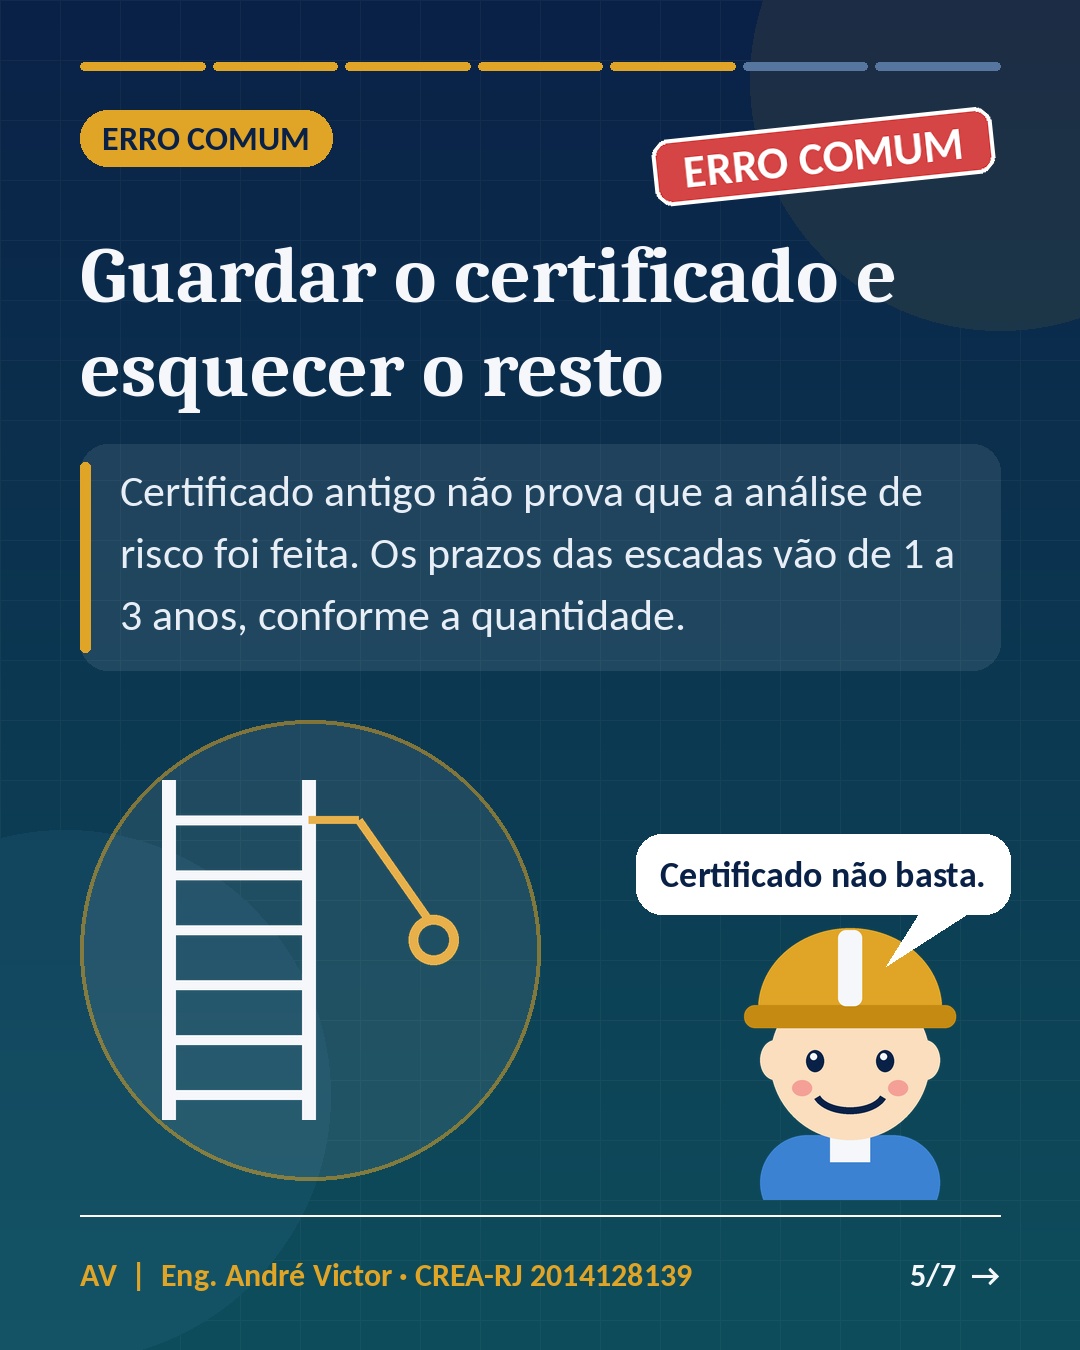 ERRO COMUM
ERRO COMUM
Guardar o certificado e
esquecer o resto
Certificado antigo não prova que a análise de
risco foi feita. Os prazos das escadas vão de 1 a
3 anos, conforme a quantidade.
Certificado não basta.
AV | Eng. André Victor · CREA-RJ 2014128139
5/7 →